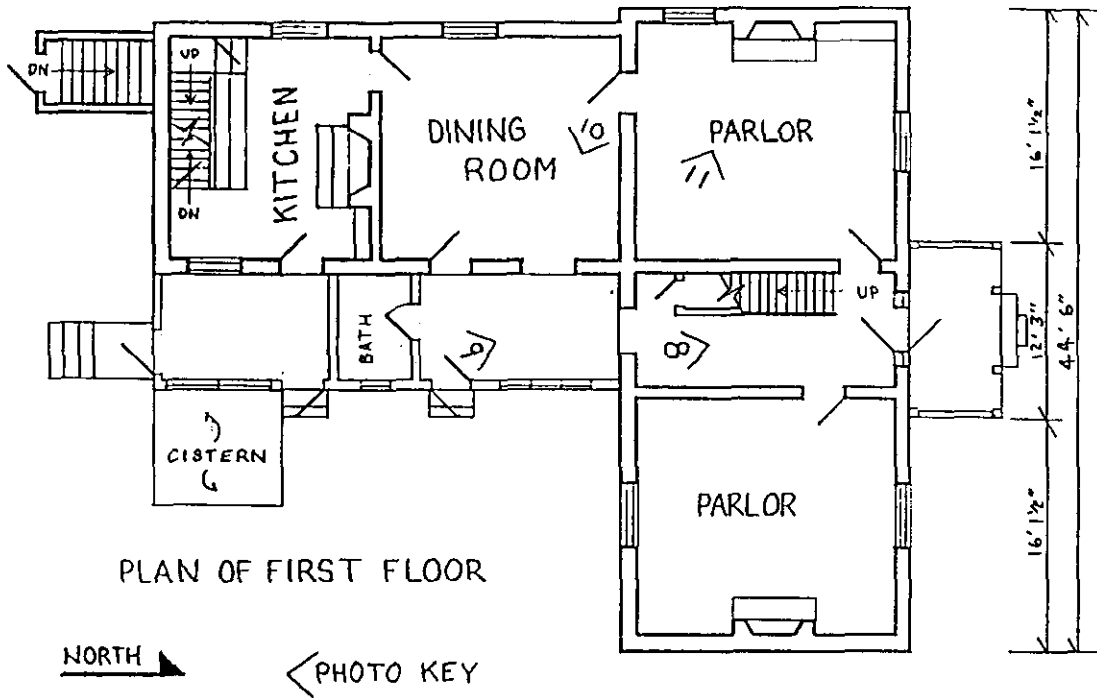 UP
DN
KITCHEN
DN
DINING
ROOM
10
PARLOR
11
16' 1½"
BATH
9
8
UP
12' 3"
44' 6"
CISTERN
PARLOR
16' 1½"
PLAN OF FIRST FLOOR
NORTH
PHOTO KEY